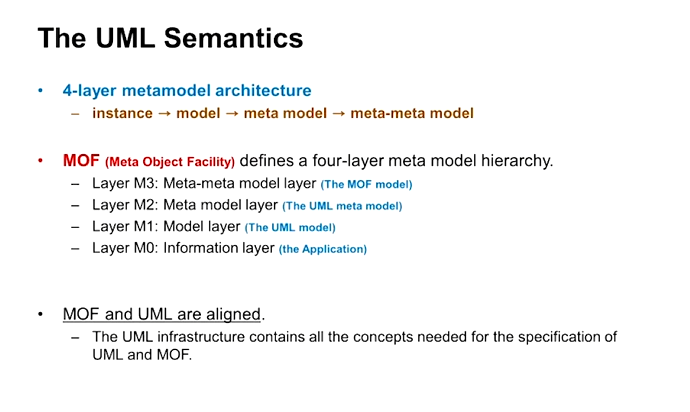 The UML Semantics
• 4-layer metamodel architecture
– instance → model → meta model → meta-meta model
• MOF (Meta Object Facility) defines a four-layer meta model hierarchy.
– Layer M3: Meta-meta model layer (The MOF model)
– Layer M2: Meta model layer (The UML meta model)
– Layer M1: Model layer (The UML model)
– Layer M0: Information layer (the Application)
• MOF and UML are aligned.
– The UML infrastructure contains all the concepts needed for the specification of
UML and MOF.